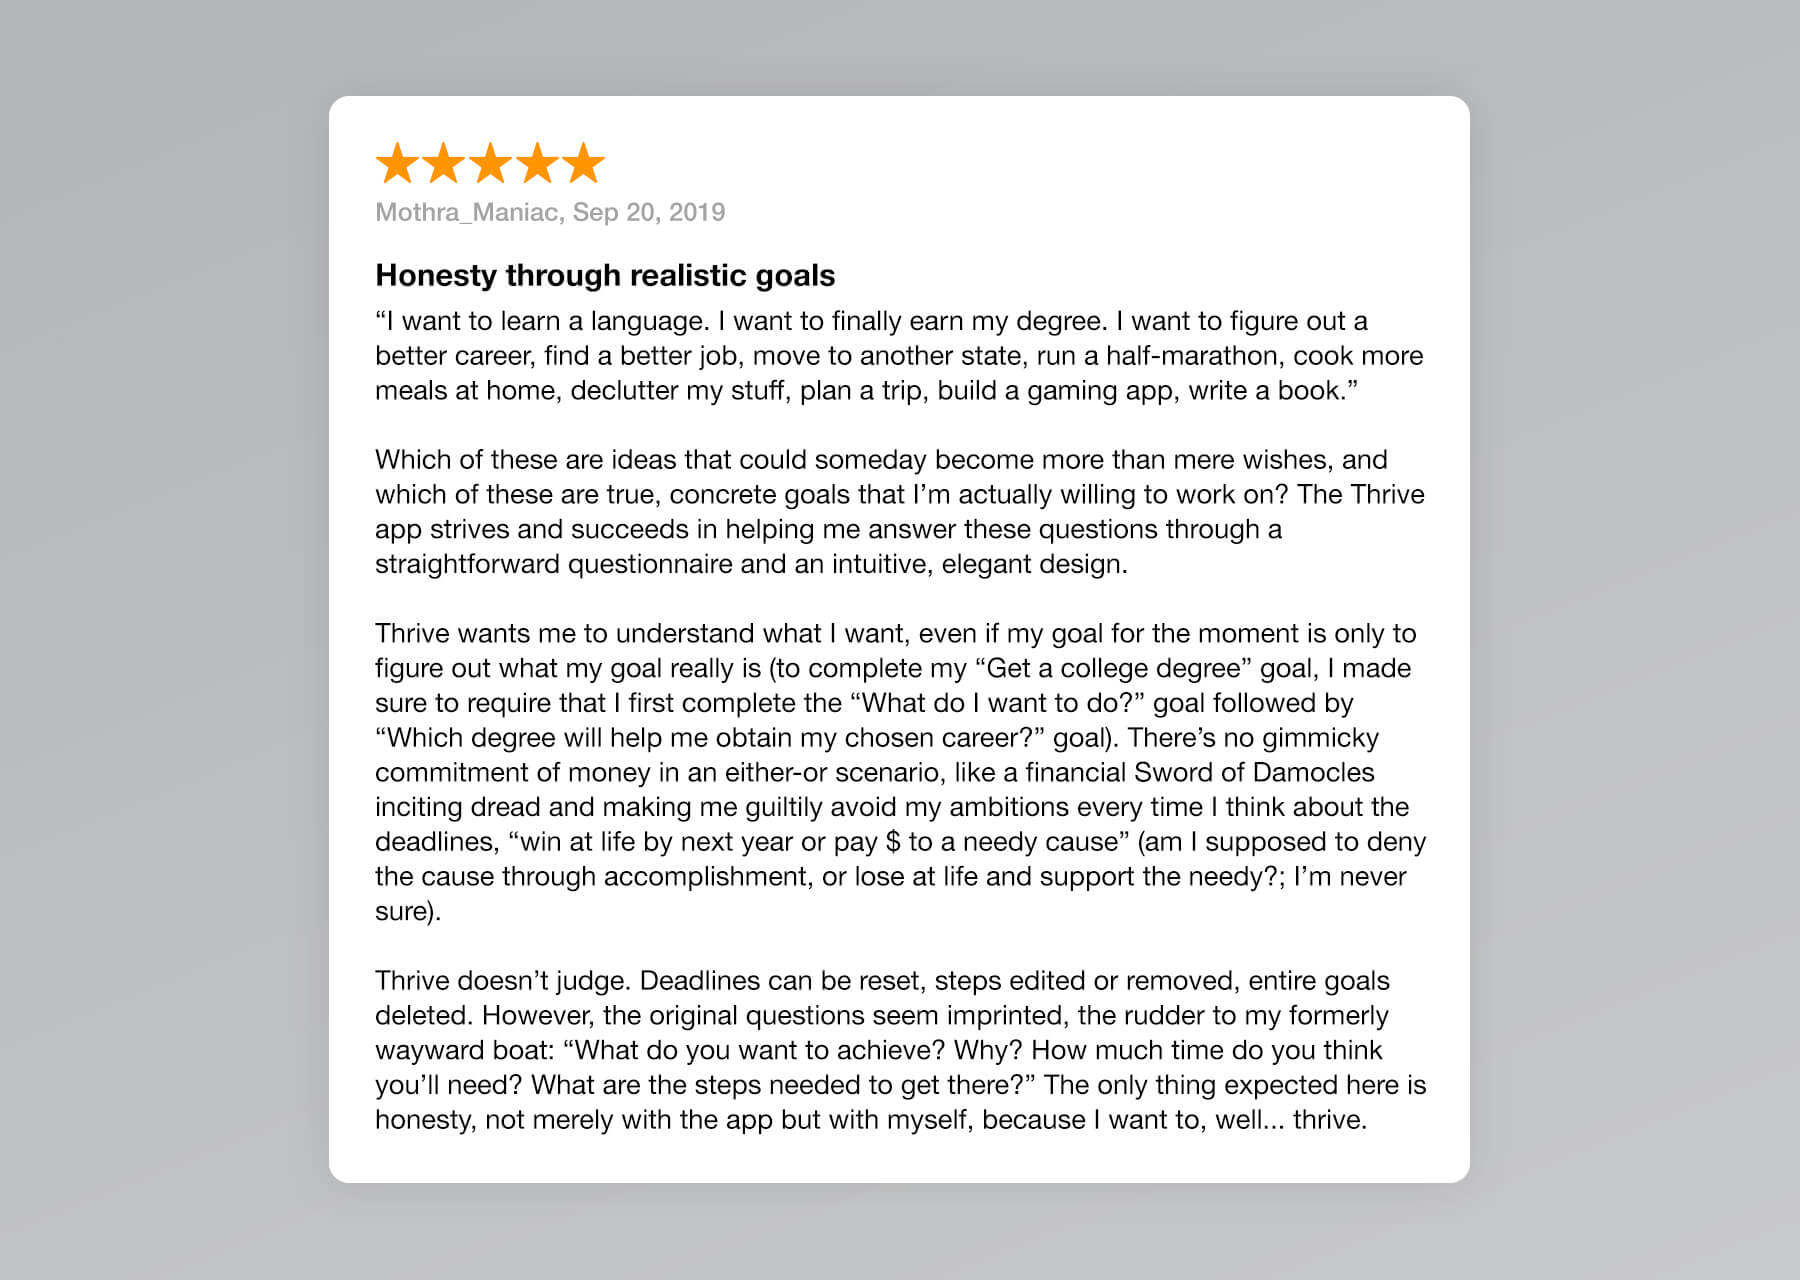 Mothra_Maniac, Sep 20, 2019
Honesty through realistic goals
“I want to learn a language. I want to finally earn my degree. I want to figure out a
better career, find a better job, move to another state, run a half-marathon, cook more
meals at home, declutter my stuff, plan a trip, build a gaming app, write a book.”
Which of these are ideas that could someday become more than mere wishes, and
which of these are true, concrete goals that I’m actually willing to work on? The Thrive
app strives and succeeds in helping me answer these questions through a
straightforward questionnaire and an intuitive, elegant design.
Thrive wants me to understand what I want, even if my goal for the moment is only to
figure out what my goal really is (to complete my “Get a college degree” goal, I made
sure to require that I first complete the “What do I want to do?” goal followed by
“Which degree will help me obtain my chosen career?” goal). There’s no gimmicky
commitment of money in an either-or scenario, like a financial Sword of Damocles
inciting dread and making me guiltily avoid my ambitions every time I think about the
deadlines, “win at life by next year or pay $ to a needy cause” (am I supposed to deny
the cause through accomplishment, or lose at life and support the needy?; I’m never
sure).
Thrive doesn’t judge. Deadlines can be reset, steps edited or removed, entire goals
deleted. However, the original questions seem imprinted, the rudder to my formerly
wayward boat: “What do you want to achieve? Why? How much time do you think
you’ll need? What are the steps needed to get there?” The only thing expected here is
honesty, not merely with the app but with myself, because I want to, well... thrive.